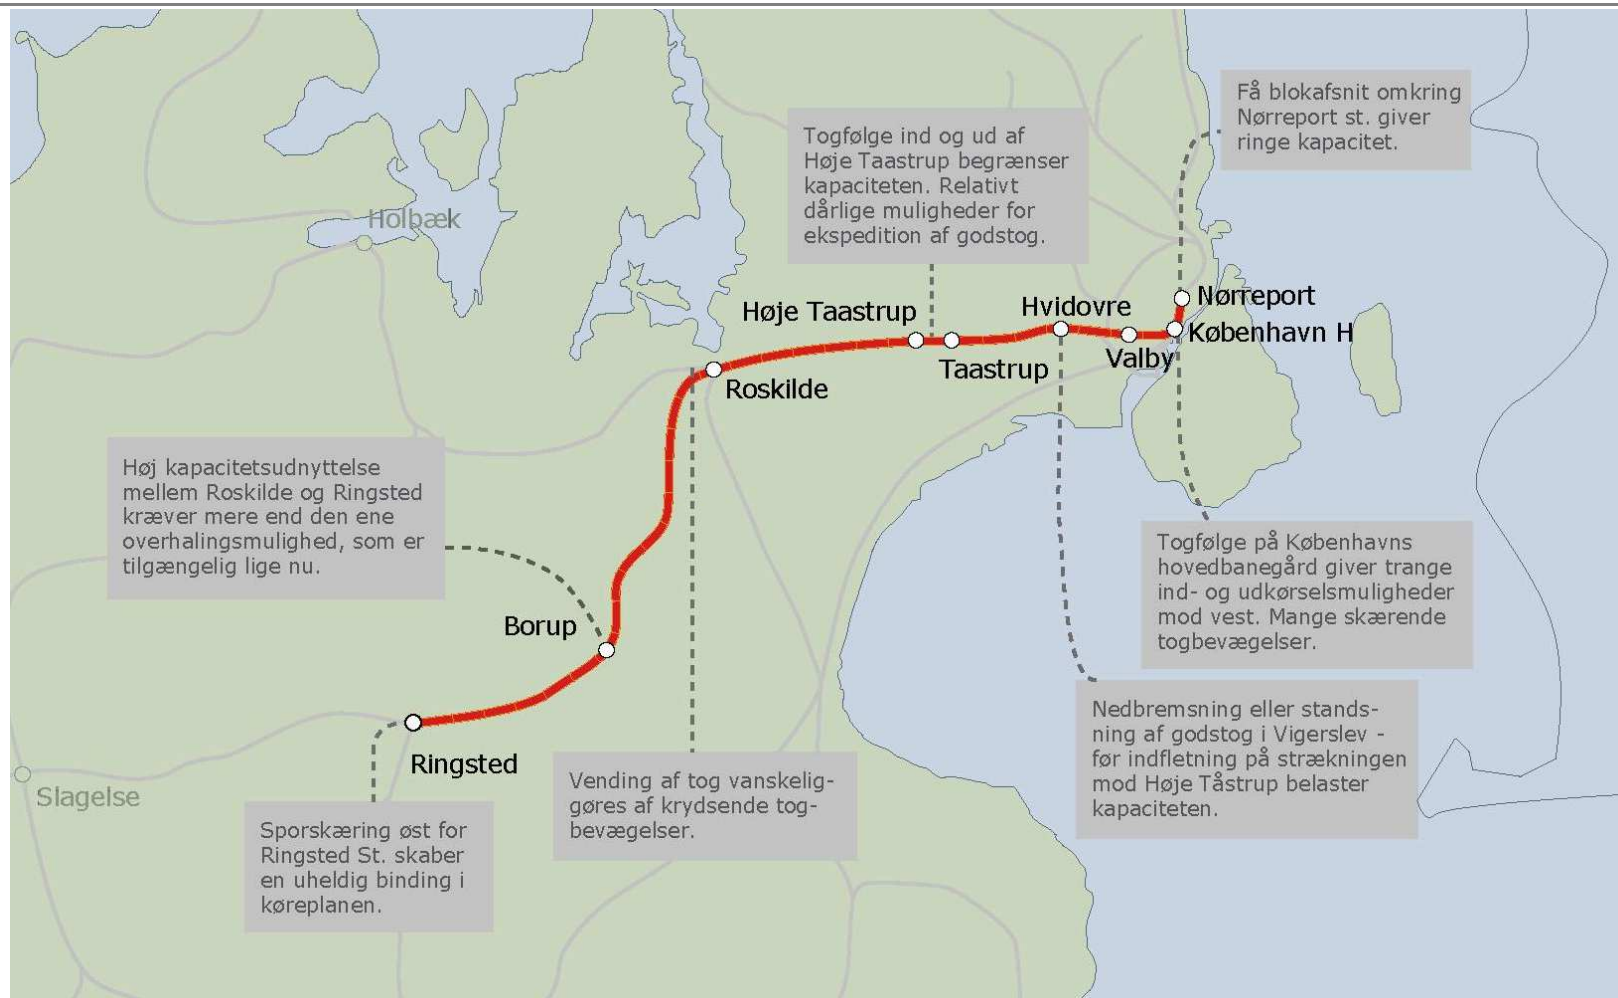 Få blokafsnit omkring
Nørreport st. giver
ringe kapacitet.
Togfølge ind og ud af
Høje Taastrup begrænser
kapaciteten. Relativt
dårlige muligheder for
ekspedition af godstog.
Holbæk
Nørreport
Hvidovre
Høje Taastrup
København H
Valby
Taastrup
Roskilde
Høj kapacitetsudnyttelse
mellem Roskilde og Ringsted
kræver mere end den ene
overhalingsmulighed, som er
tilgængelig lige nu.
Togfølge på Københavns
hovedbanegård giver trange
ind- og udkørselsmuligheder
mod vest. Mange skærende
togbevægelser.
Borup
Nedbremsning eller stands-
ning af godstog i Vigerslev -
før indfletning på strækningen
mod Høje Tåstrup belaster
kapaciteten.
Ringsted
Slagelse
Vending af tog vanskelig-
gøres af krydsende tog-
bevægelser.
Sporskæring øst for
Ringsted St. skaber
en uheldig binding i
køreplanen.